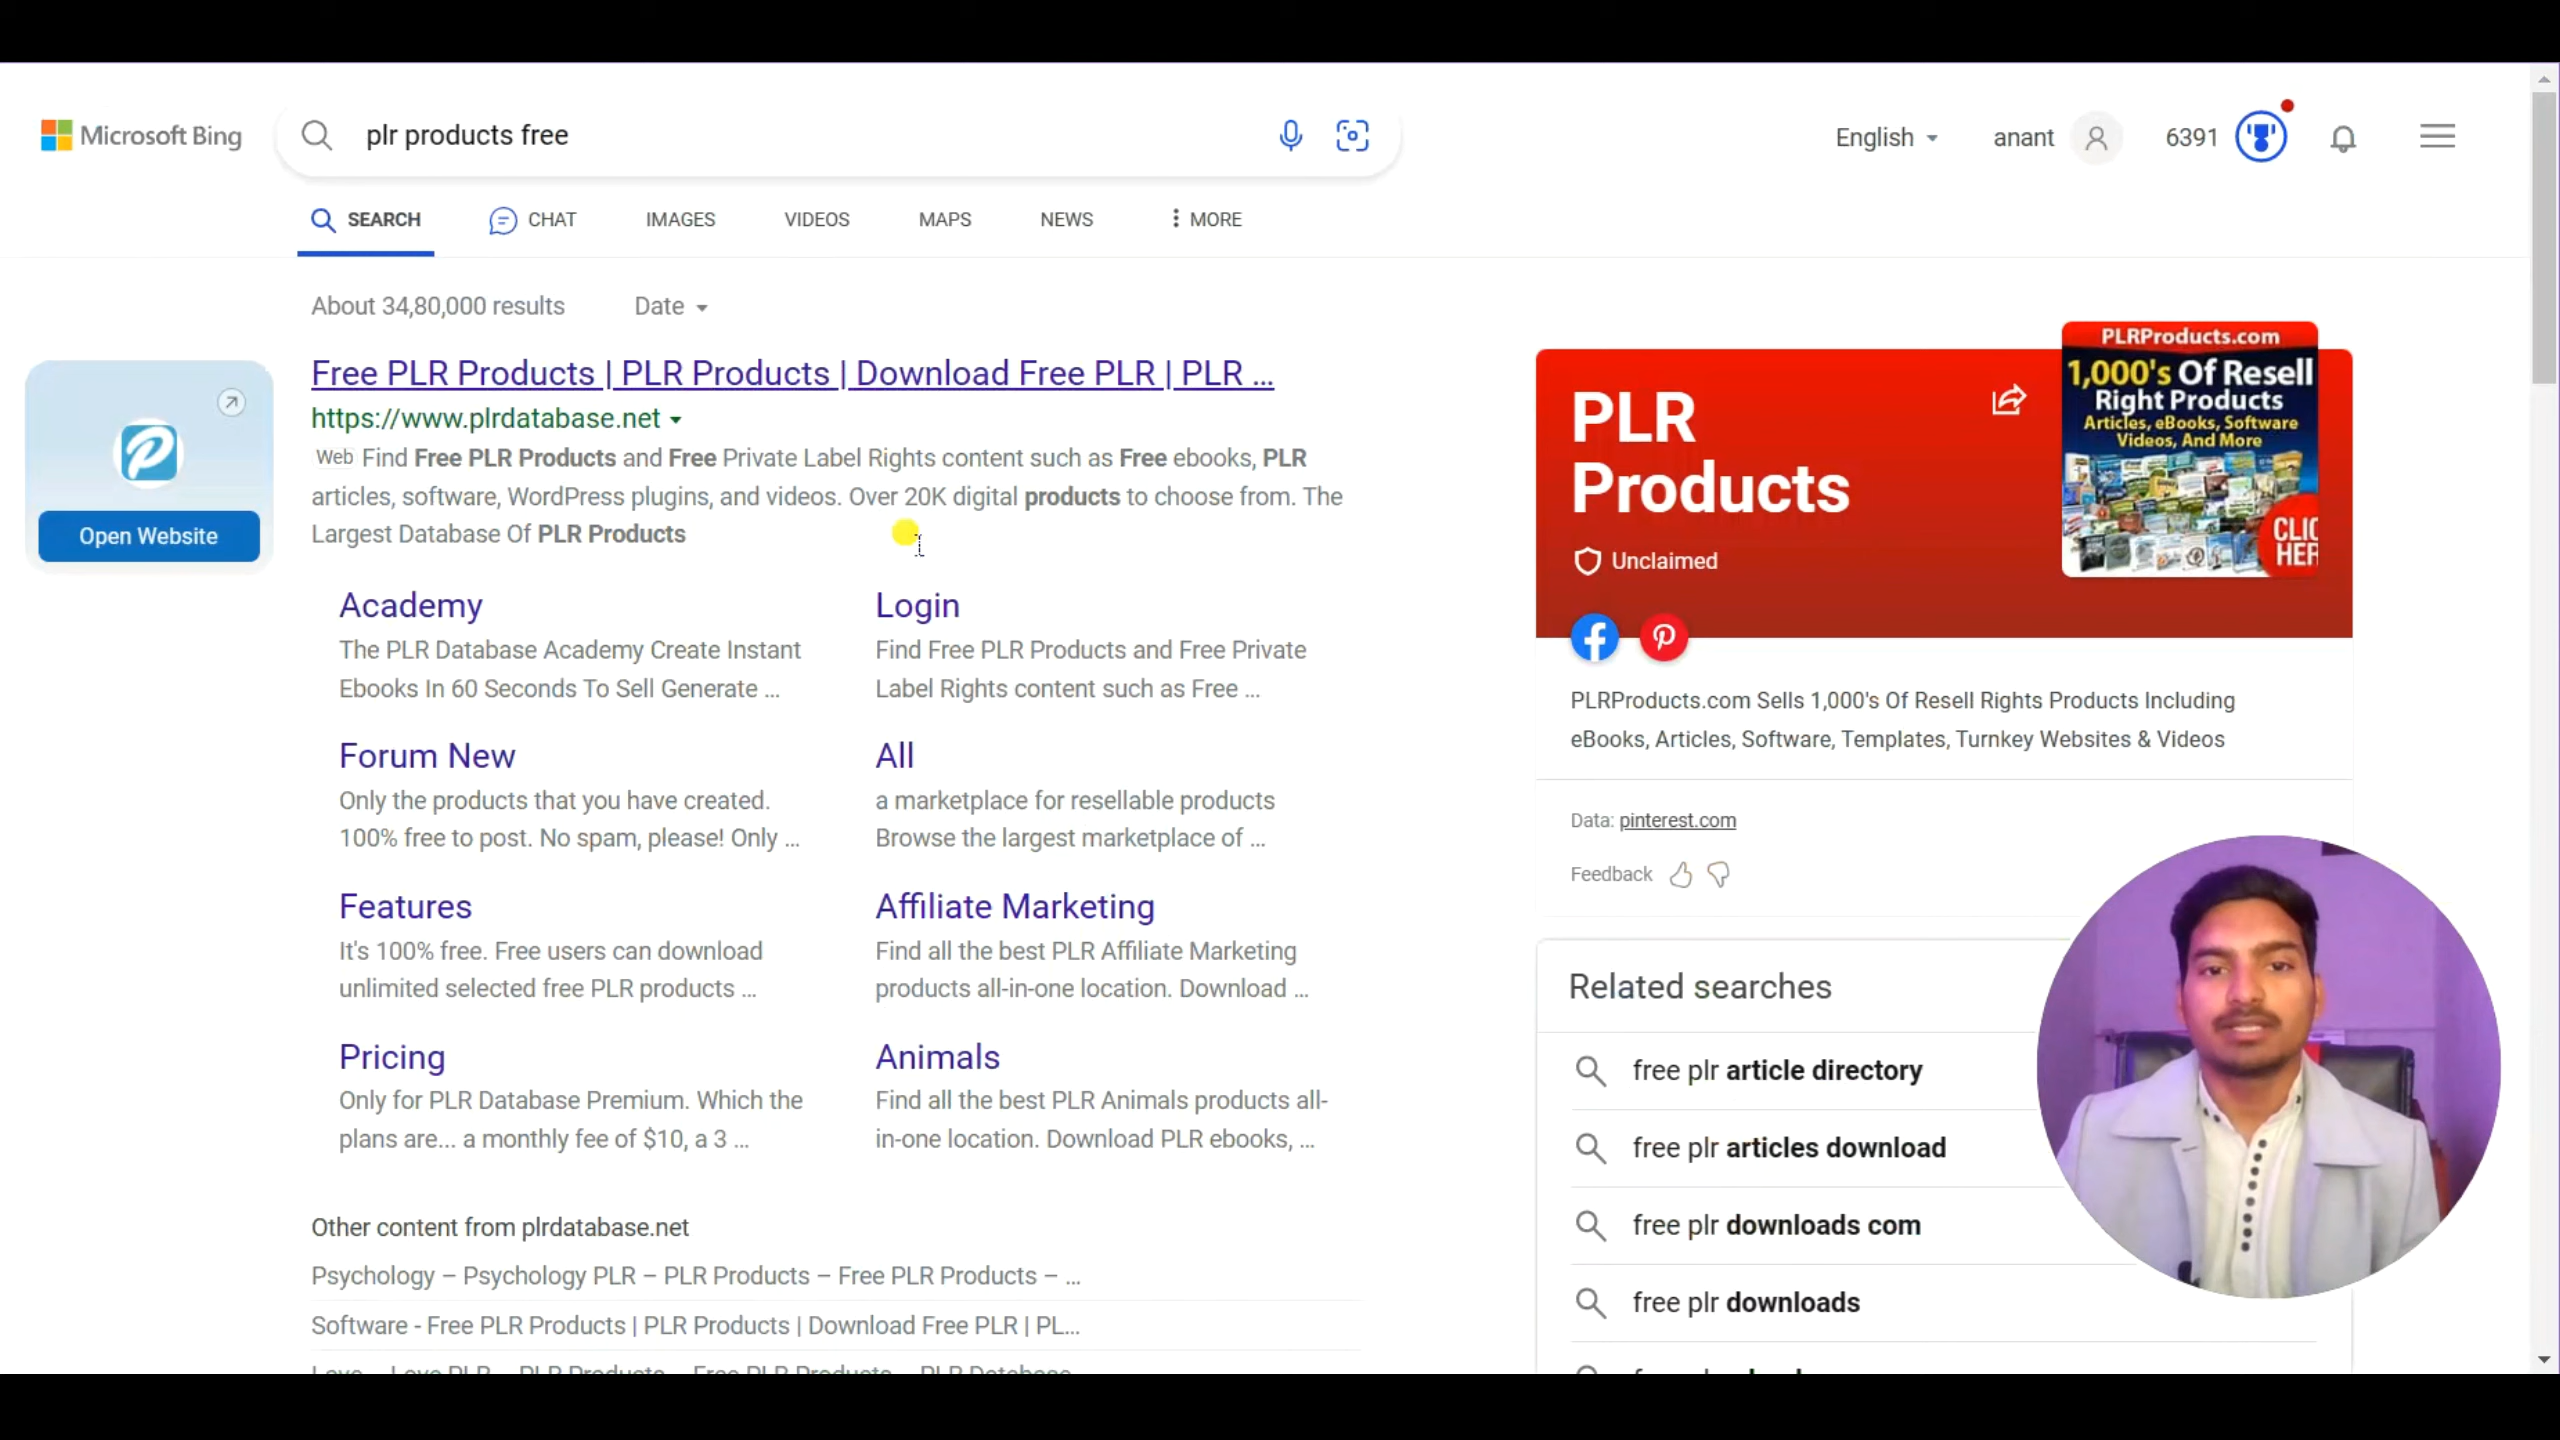 Microsoft Bing
plr products free
English
anant
6391
SEARCH
CHAT
IMAGES
VIDEOS
MAPS
NEWS
MORE
About 34,80,000 results
Date
Open Website
Free PLR Products | PLR Products | Download Free PLR | PLR ...
https://www.plrdatabase.net
Web Find Free PLR Products and Free Private Label Rights content such as Free ebooks, PLR
articles, software, WordPress plugins, and videos. Over 20K digital products to choose from. The
Largest Database Of PLR Products
Academy
The PLR Database Academy Create Instant
Ebooks In 60 Seconds To Sell Generate ...
Login
Find Free PLR Products and Free Private
Label Rights content such as Free ...
Forum New
Only the products that you have created.
100% free to post. No spam, please! Only ...
All
a marketplace for resellable products
Browse the largest marketplace of ...
Features
It's 100% free. Free users can download
unlimited selected free PLR products ...
Affiliate Marketing
Find all the best PLR Affiliate Marketing
products all-in-one location. Download ...
Pricing
Only for PLR Database Premium. Which the
plans are... a monthly fee of $10, a 3 ...
Animals
Find all the best PLR Animals products all-
in-one location. Download PLR ebooks, ...
Other content from plrdatabase.net
Psychology – Psychology PLR – PLR Products – Free PLR Products – ...
Software - Free PLR Products | PLR Products | Download Free PLR | PL...
Love – Love PLR – PLR Products – Free PLR Products – PLR Database
PLR
Products
Unclaimed
PLRProducts.com
1,000's Of Resell
Right Products
Articles, eBooks, Software
Videos, And More
CLIC
HER
PLRProducts.com Sells 1,000's Of Resell Rights Products Including
eBooks, Articles, Software, Templates, Turnkey Websites & Videos
Data: pinterest.com
Feedback
Related searches
free plr article directory
free plr articles download
free plr downloads com
free plr downloads